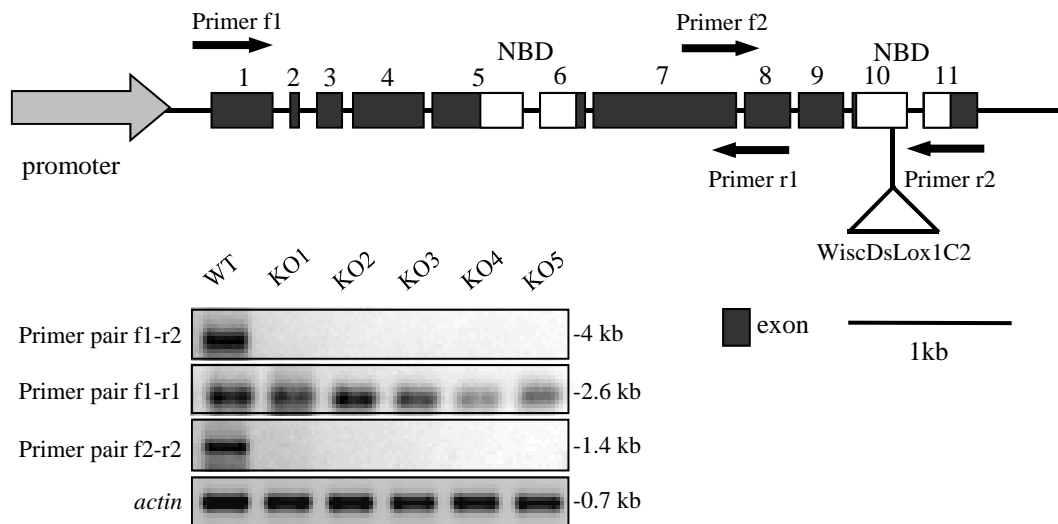 Primer f1
Primer f2
NBD
NBD
1 2 3 4 5 6 7 8 9 10 11
promoter
Primer r1
Primer r2
WiscDsLox1C2
WT KO1 KO2 KO3 KO4 KO5
Primer pair f1-r2
-4 kb
exon
1kb
Primer pair f1-r1
-2.6 kb
Primer pair f2-r2
-1.4 kb
actin
-0.7 kb